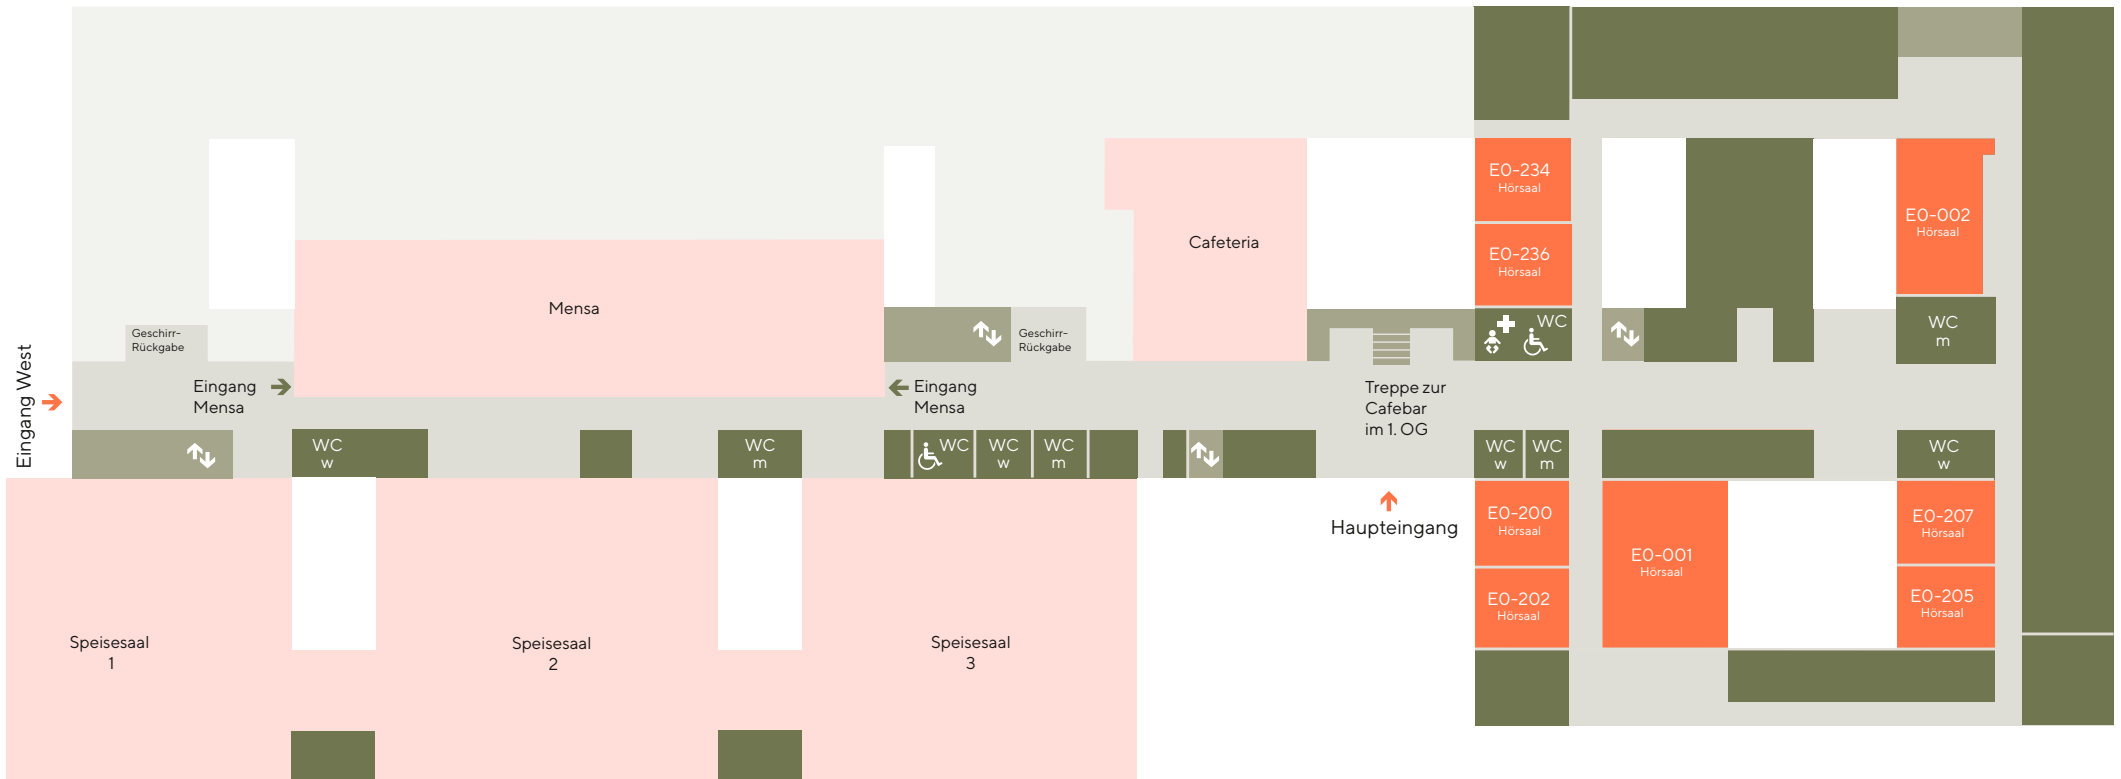 E0-234
Hörsaal
E0-236
Hörsaal
E0-002
Hörsaal
Cafeteria
Mensa
Geschirr-
Rückgabe
Geschirr-
Rückgabe
WC
WC
m
Eingang West
Eingang
Mensa
Eingang
Mensa
Treppe zur
Cafebar
im 1. OG
WC
w
WC
m
WC
WC
w
WC
m
WC
w
WC
m
WC
w
Haupteingang
E0-200
Hörsaal
E0-202
Hörsaal
E0-001
Hörsaal
E0-207
Hörsaal
E0-205
Hörsaal
Speisesaal
1
Speisesaal
2
Speisesaal
3